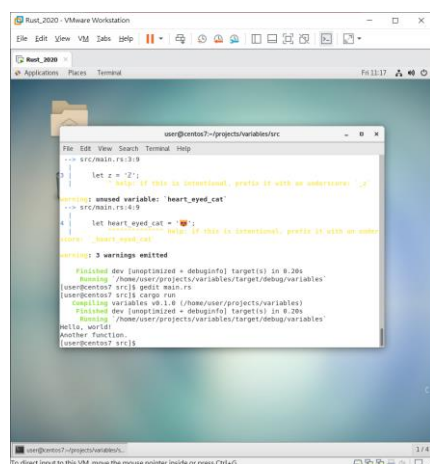 Rust_2020 - VMware Workstation
File Edit View VM Tabs Help
Rust_2020
Applications Places Terminal
Fri 11:17
user@centos7:~/projects/variables/src
File Edit View Search Terminal Help
--> src/main.rs:3:9
|
3 | let z = 'Z';
| help: if this is intentional, prefix it with an underscore: `_z`
warning: unused variable: `heart_eyed_cat`
--> src/main.rs:4:9
|
4 | let heart_eyed_cat = '😻';
| help: if this is intentional, prefix it with an under
score: `_heart_eyed_cat`
warning: 3 warnings emitted
Finished dev [unoptimized + debuginfo] target(s) in 0.20s
Running `/home/user/projects/variables/target/debug/variables`
[user@centos7 src]$ gedit main.rs
[user@centos7 src]$ cargo run
Compiling variables v0.1.0 (/home/user/projects/variables)
Finished dev [unoptimized + debuginfo] target(s) in 0.20s
Running `/home/user/projects/variables/target/debug/variables`
Hello, world!
Another function.
[user@centos7 src]$
user@centos7:~/projects/variables/s...
1 / 4
To direct input to this VM, move the mouse pointer inside or press Ctrl+G.